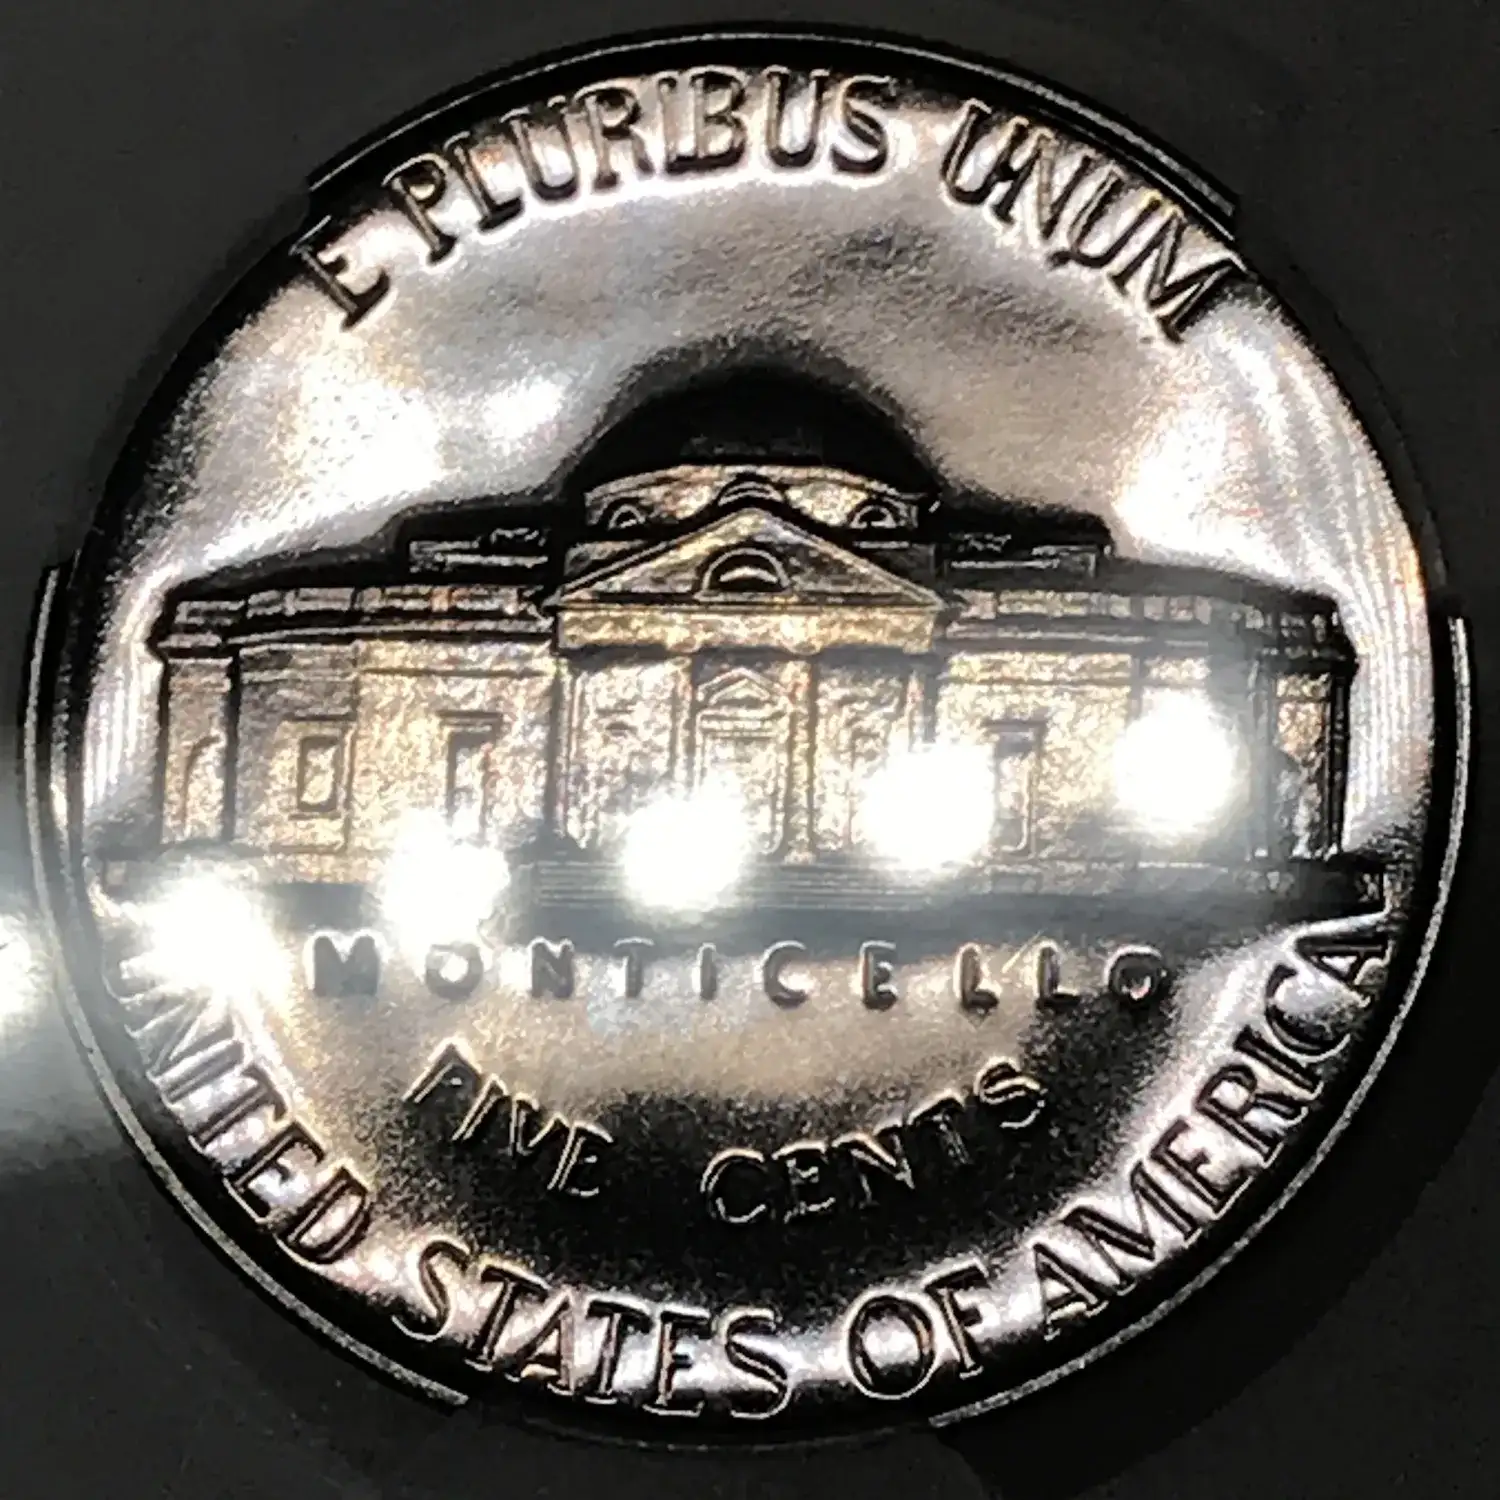 E PLURIBUS UNUM
MONTICELLO
FIVE CENTS
UNITED STATES OF AMERICA